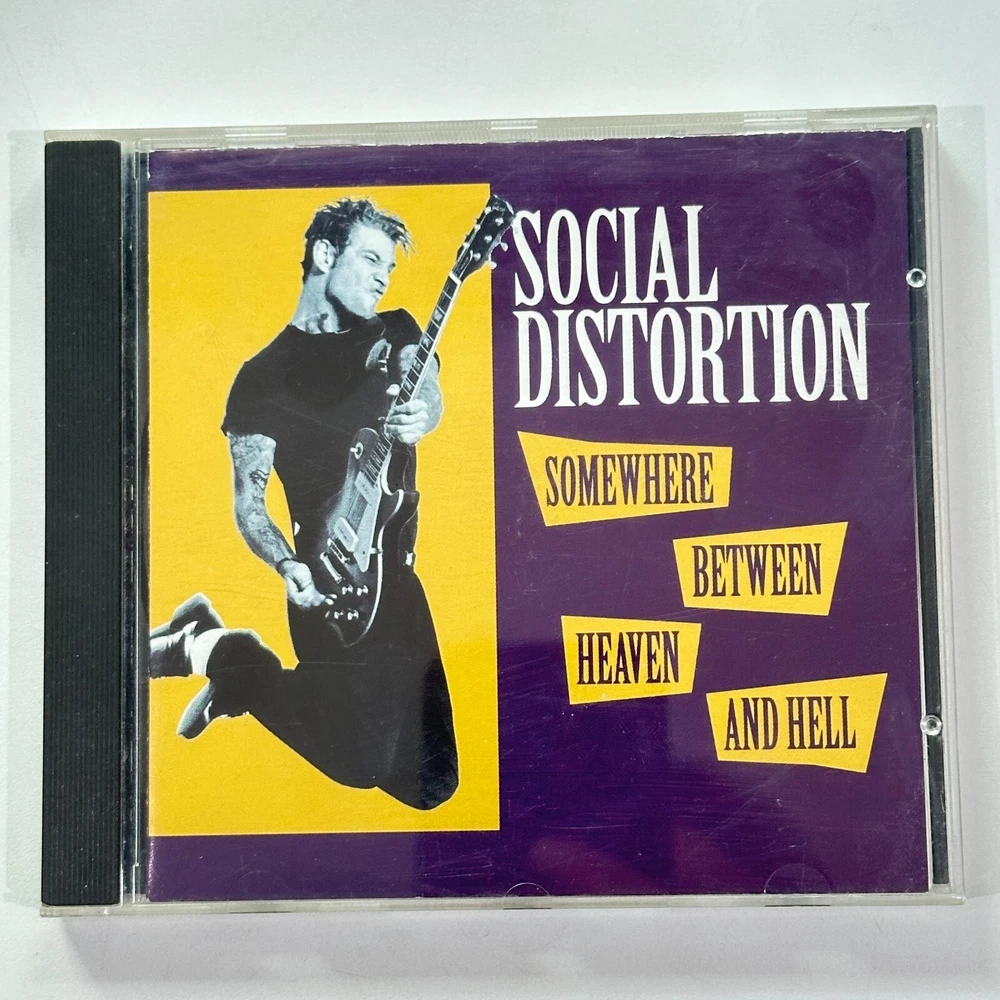 SOCIAL
DISTORTION
SOMEWHERE
BETWEEN
HEAVEN
AND HELL